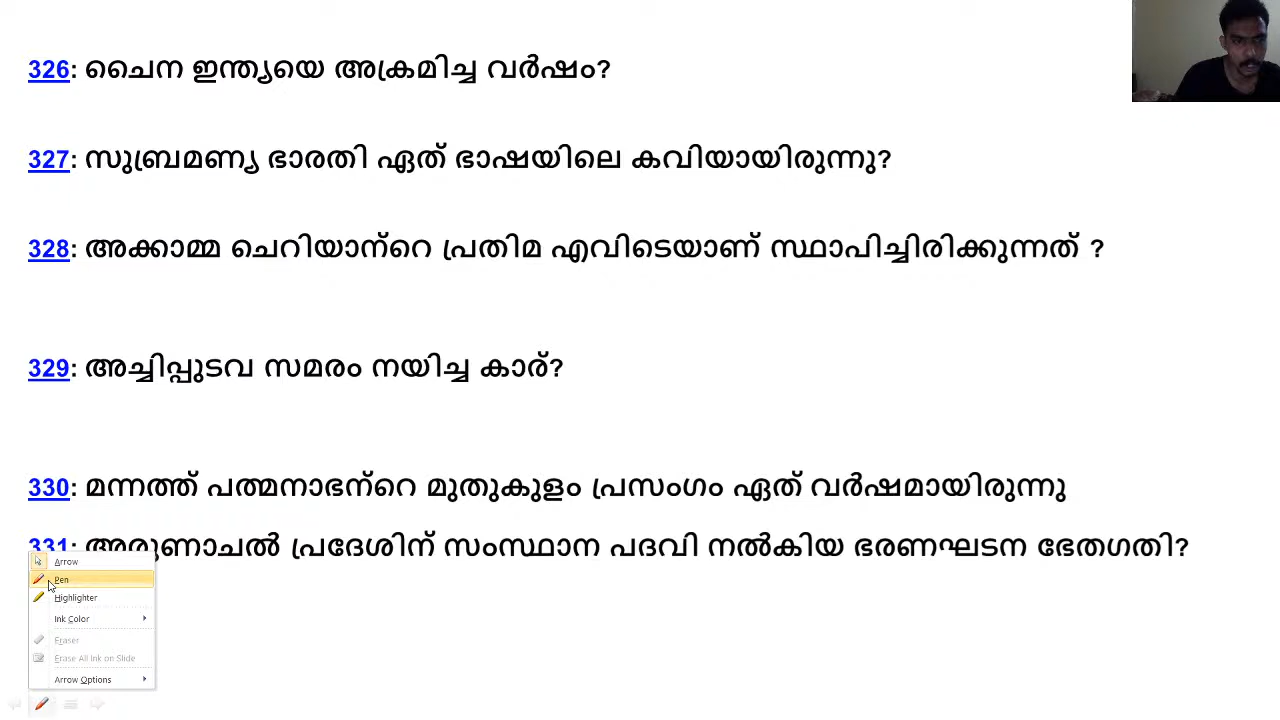 326: ചൈന ഇന്ത്യയെ അക്രമിച്ച വർഷം?
327: സുബ്രമണ്യ ഭാരതി ഏത് ഭാഷയിലെ കവിയായിരുന്നു?
328: അക്കാമ്മ ചെറിയാന്റെ പ്രതിമ എവിടെയാണ് സ്ഥാപിച്ചിരിക്കുന്നത് ?
329: അച്ചിപ്പുടവ സമരം നയിച്ച കാര്?
330: മന്നത്ത് പത്മനാഭന്റെ മുതുകുളം പ്രസംഗം ഏത് വർഷമായിരുന്നു
331: അരുണാചൽ പ്രദേശിന് സംസ്ഥാന പദവി നൽകിയ ഭരണഘടന ഭേതഗതി?
Arrow
Pen
Highlighter
Ink Color
Eraser
Erase All Ink on Slide
Arrow Options